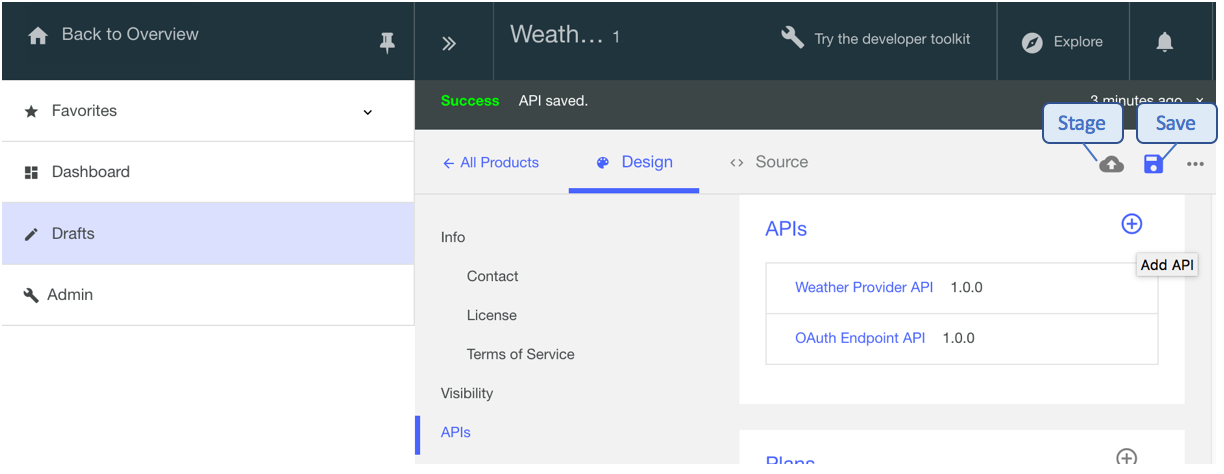 Back to Overview
Weath... 1
Try the developer toolkit
Explore
Favorites
Success API saved.
3 minutes ago ×
Stage
Save
Dashboard
← All Products
Design
<> Source
Drafts
APIs
Info
Add API
Contact
Weather Provider API 1.0.0
Admin
License
OAuth Endpoint API 1.0.0
Terms of Service
Visibility
APIs
Plans